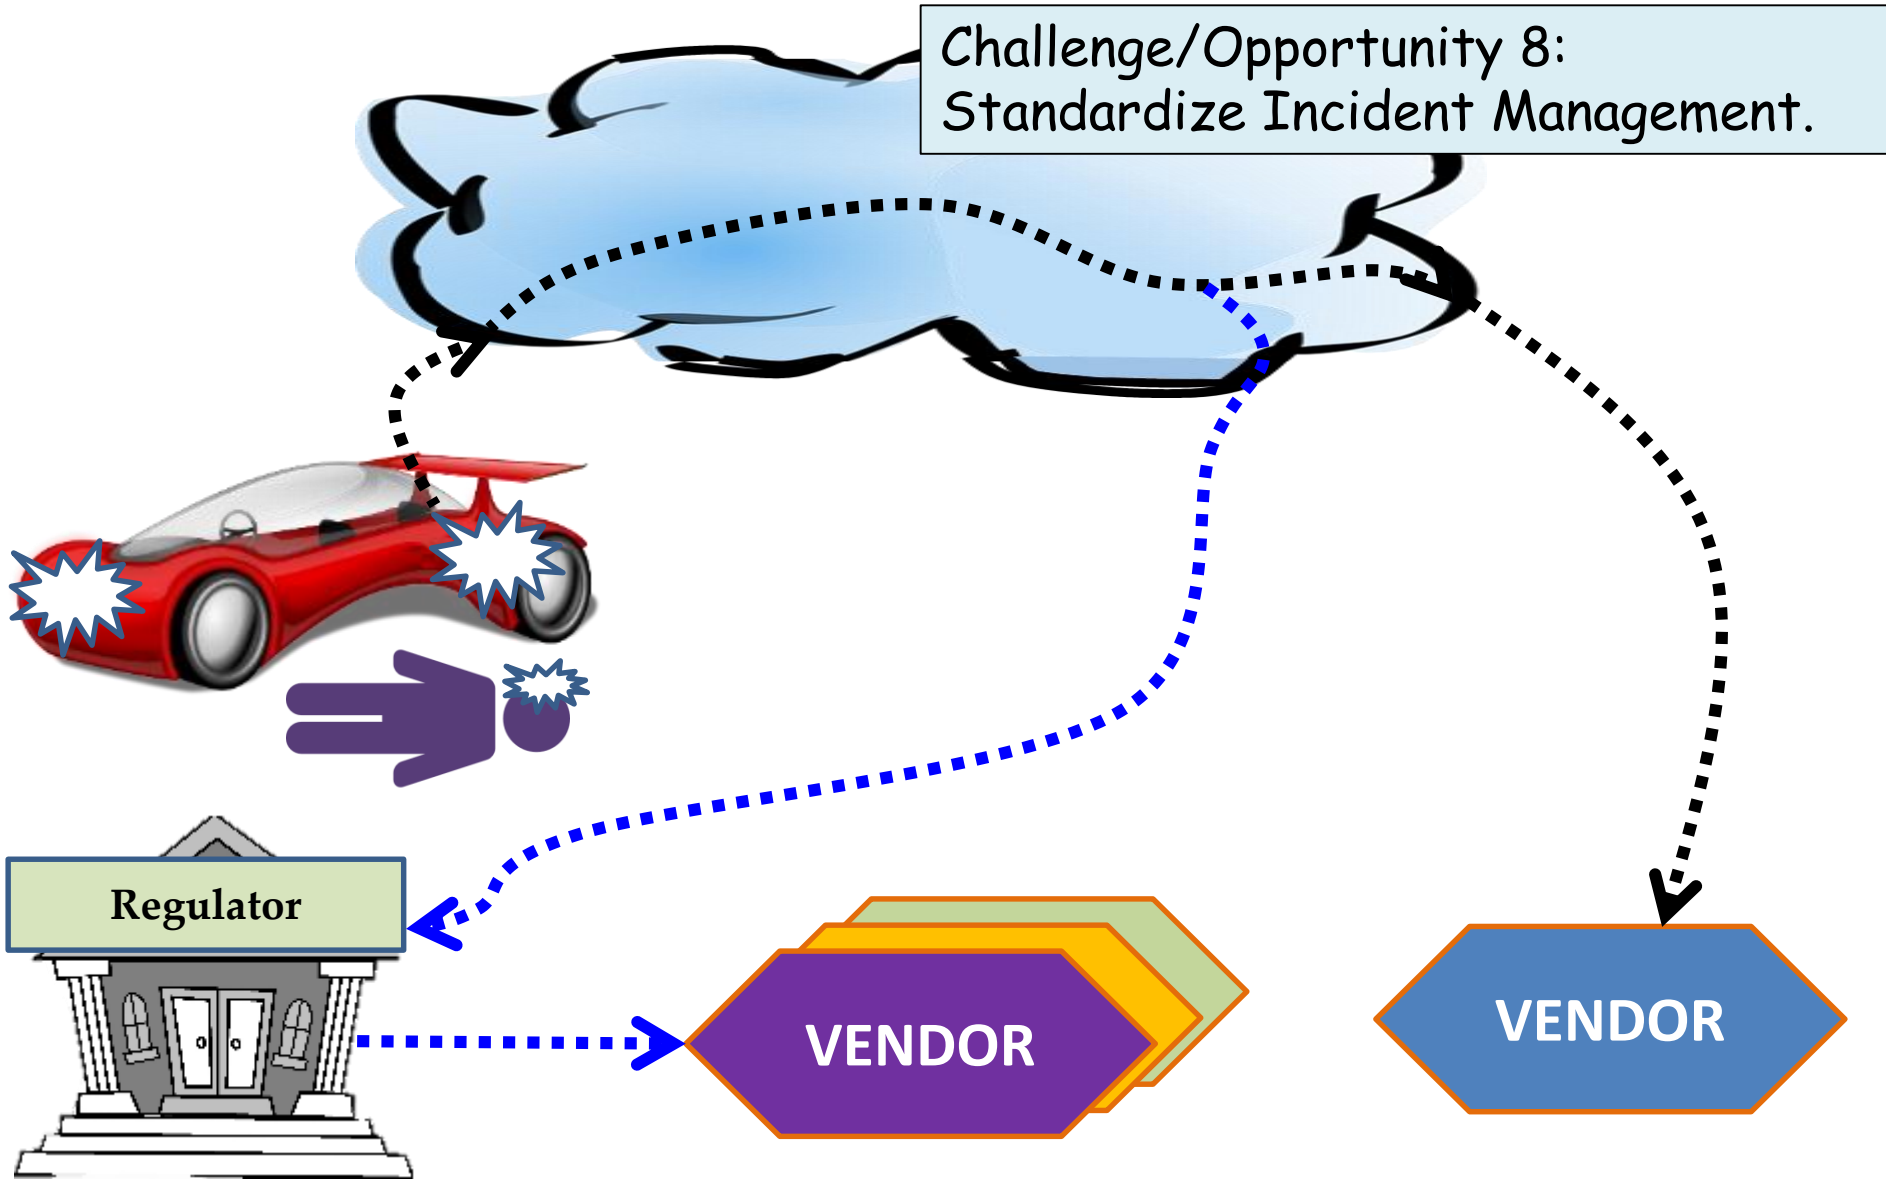 Challenge/Opportunity 8:
Standardize Incident Management.
Regulator
VENDOR
VENDOR